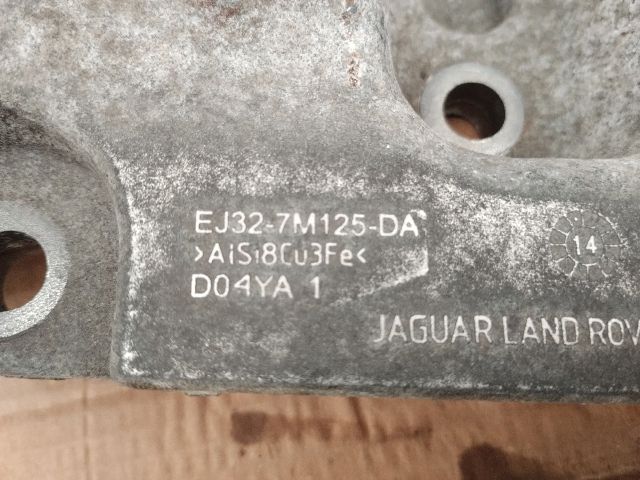 EJ32-7M125-DA
>AlSi8Cu3Fe<
D04YA 1
14
JAGUAR LAND ROV